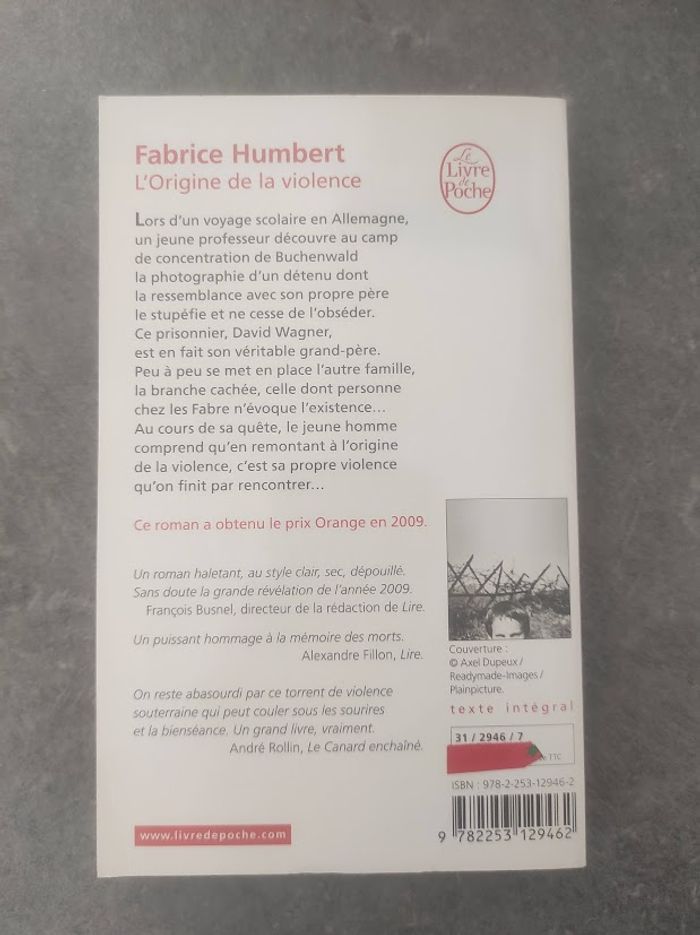 Fabrice Humbert
L'Origine de la violence
Le
Livre
de
Poche
Lors d'un voyage scolaire en Allemagne,
un jeune professeur découvre au camp
de concentration de Buchenwald
la photographie d'un détenu dont
la ressemblance avec son propre père
le stupéfie et ne cesse de l'obséder.
Ce prisonnier, David Wagner,
est en fait son véritable grand-père.
Peu à peu se met en place l'autre famille,
la branche cachée, celle dont personne
chez les Fabre n'évoque l'existence…
Au cours de sa quête, le jeune homme
comprend qu'en remontant à l'origine
de la violence, c'est sa propre violence
qu'on finit par rencontrer…
Ce roman a obtenu le prix Orange en 2009.
Un roman haletant, au style clair, sec, dépouillé.
Sans doute la grande révélation de l'année 2009.
François Busnel, directeur de la rédaction de Lire.
Un puissant hommage à la mémoire des morts.
Alexandre Fillon, Lire.
On reste abasourdi par ce torrent de violence
souterraine qui peut couler sous les sourires
et la bienséance. Un grand livre, vraiment.
André Rollin, Le Canard enchaîné.
www.livredepoche.com
Couverture :
© Axel Dupeux /
Readymade-Images /
Plainpicture.
texte intégral
31 / 2946 / 7
TTC
ISBN : 978-2-253-12946-2
9 782253 129462